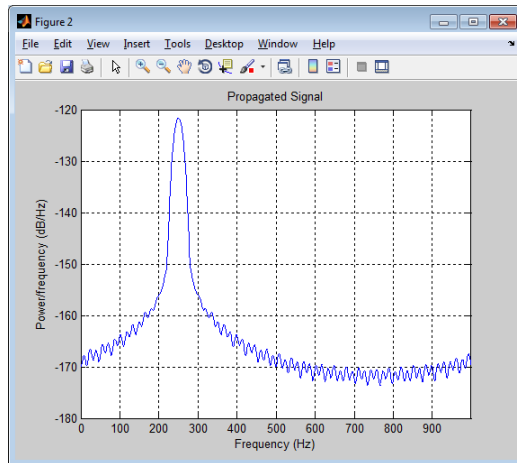 Figure 2
File Edit View Insert Tools Desktop Window Help
Propagated Signal
-120
-130
-140
-150
-160
-170
-180
Power/frequency (dB/Hz)
0 100 200 300 400 500 600 700 800 900
Frequency (Hz)